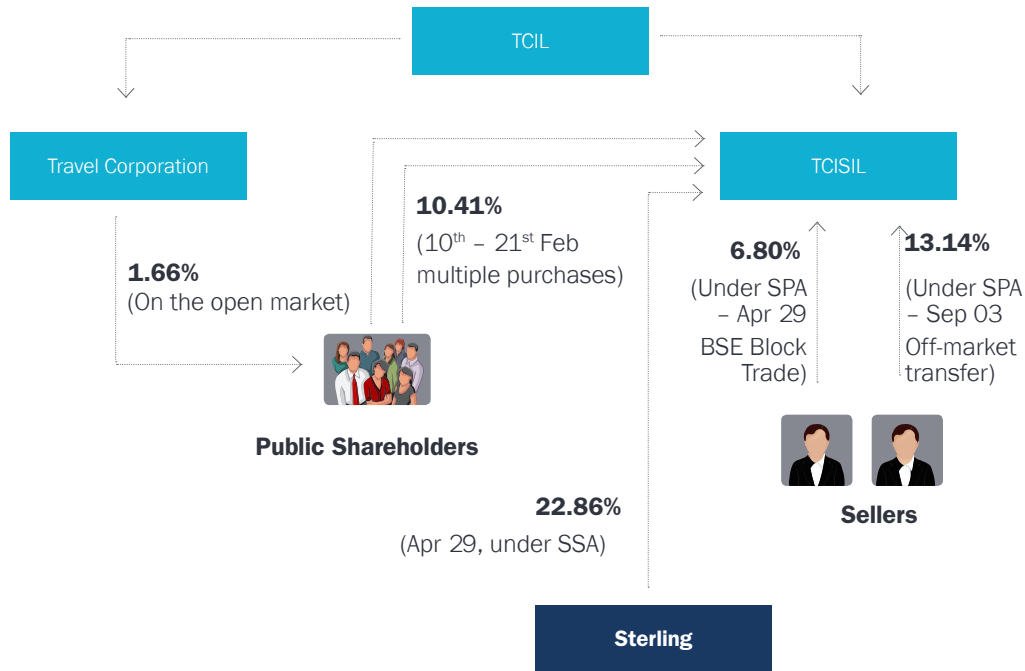 TCIL
Travel Corporation
TCISIL
1.66%
(On the open market)
10.41%
(10th – 21st Feb
multiple purchases)
6.80%
(Under SPA
– Apr 29
BSE Block
Trade)
13.14%
(Under SPA
– Sep 03
Off-market
transfer)
Public Shareholders
Sellers
22.86%
(Apr 29, under SSA)
Sterling